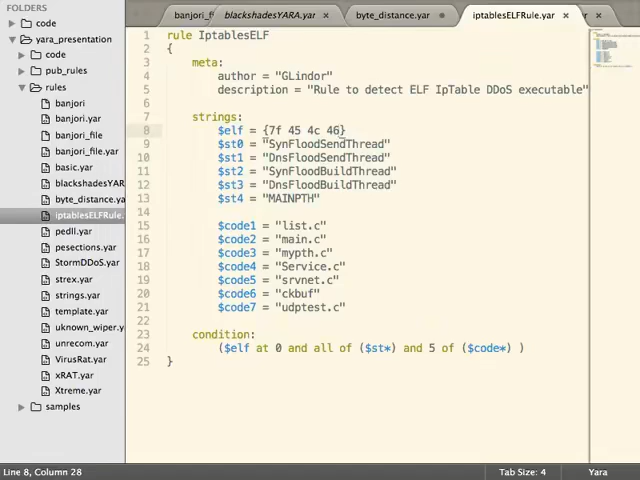 FOLDERS
code
yara_presentation
code
pub_rules
rules
banjori
banjori.yar
banjori_file
banjori_file.yar
basic.yar
blackshadesYAR
byte_distance.ya
iptablesELFRule.
pedll.yar
pesections.yar
StormDDoS.yar
strex.yar
strings.yar
template.yar
uknown_wiper.y
unrecom.yar
VirusRat.yar
xRAT.yar
Xtreme.yar
samples
banjori_fi blackshadesYARA.yar × byte_distance.yar iptablesELFRule.yar × r ×
1 rule IptablesELF
2 {
3 meta:
4 author = "GLindor"
5 description = "Rule to detect ELF IpTable DDoS executable"
6
7 strings:
8 $elf = {7f 45 4c 46}
9 $st0 = "SynFloodSendThread"
10 $st1 = "DnsFloodSendThread"
11 $st2 = "SynFloodBuildThread"
12 $st3 = "DnsFloodBuildThread"
13 $st4 = "MAINPTH"
14
15 $code1 = "list.c"
16 $code2 = "main.c"
17 $code3 = "mypth.c"
18 $code4 = "Service.c"
19 $code5 = "srvnet.c"
20 $code6 = "ckbuf"
21 $code7 = "udptest.c"
22
23 condition:
24 ($elf at 0 and all of ($st*) and 5 of ($code*) )
25 }
Line 8, Column 28 Tab Size: 4 Yara